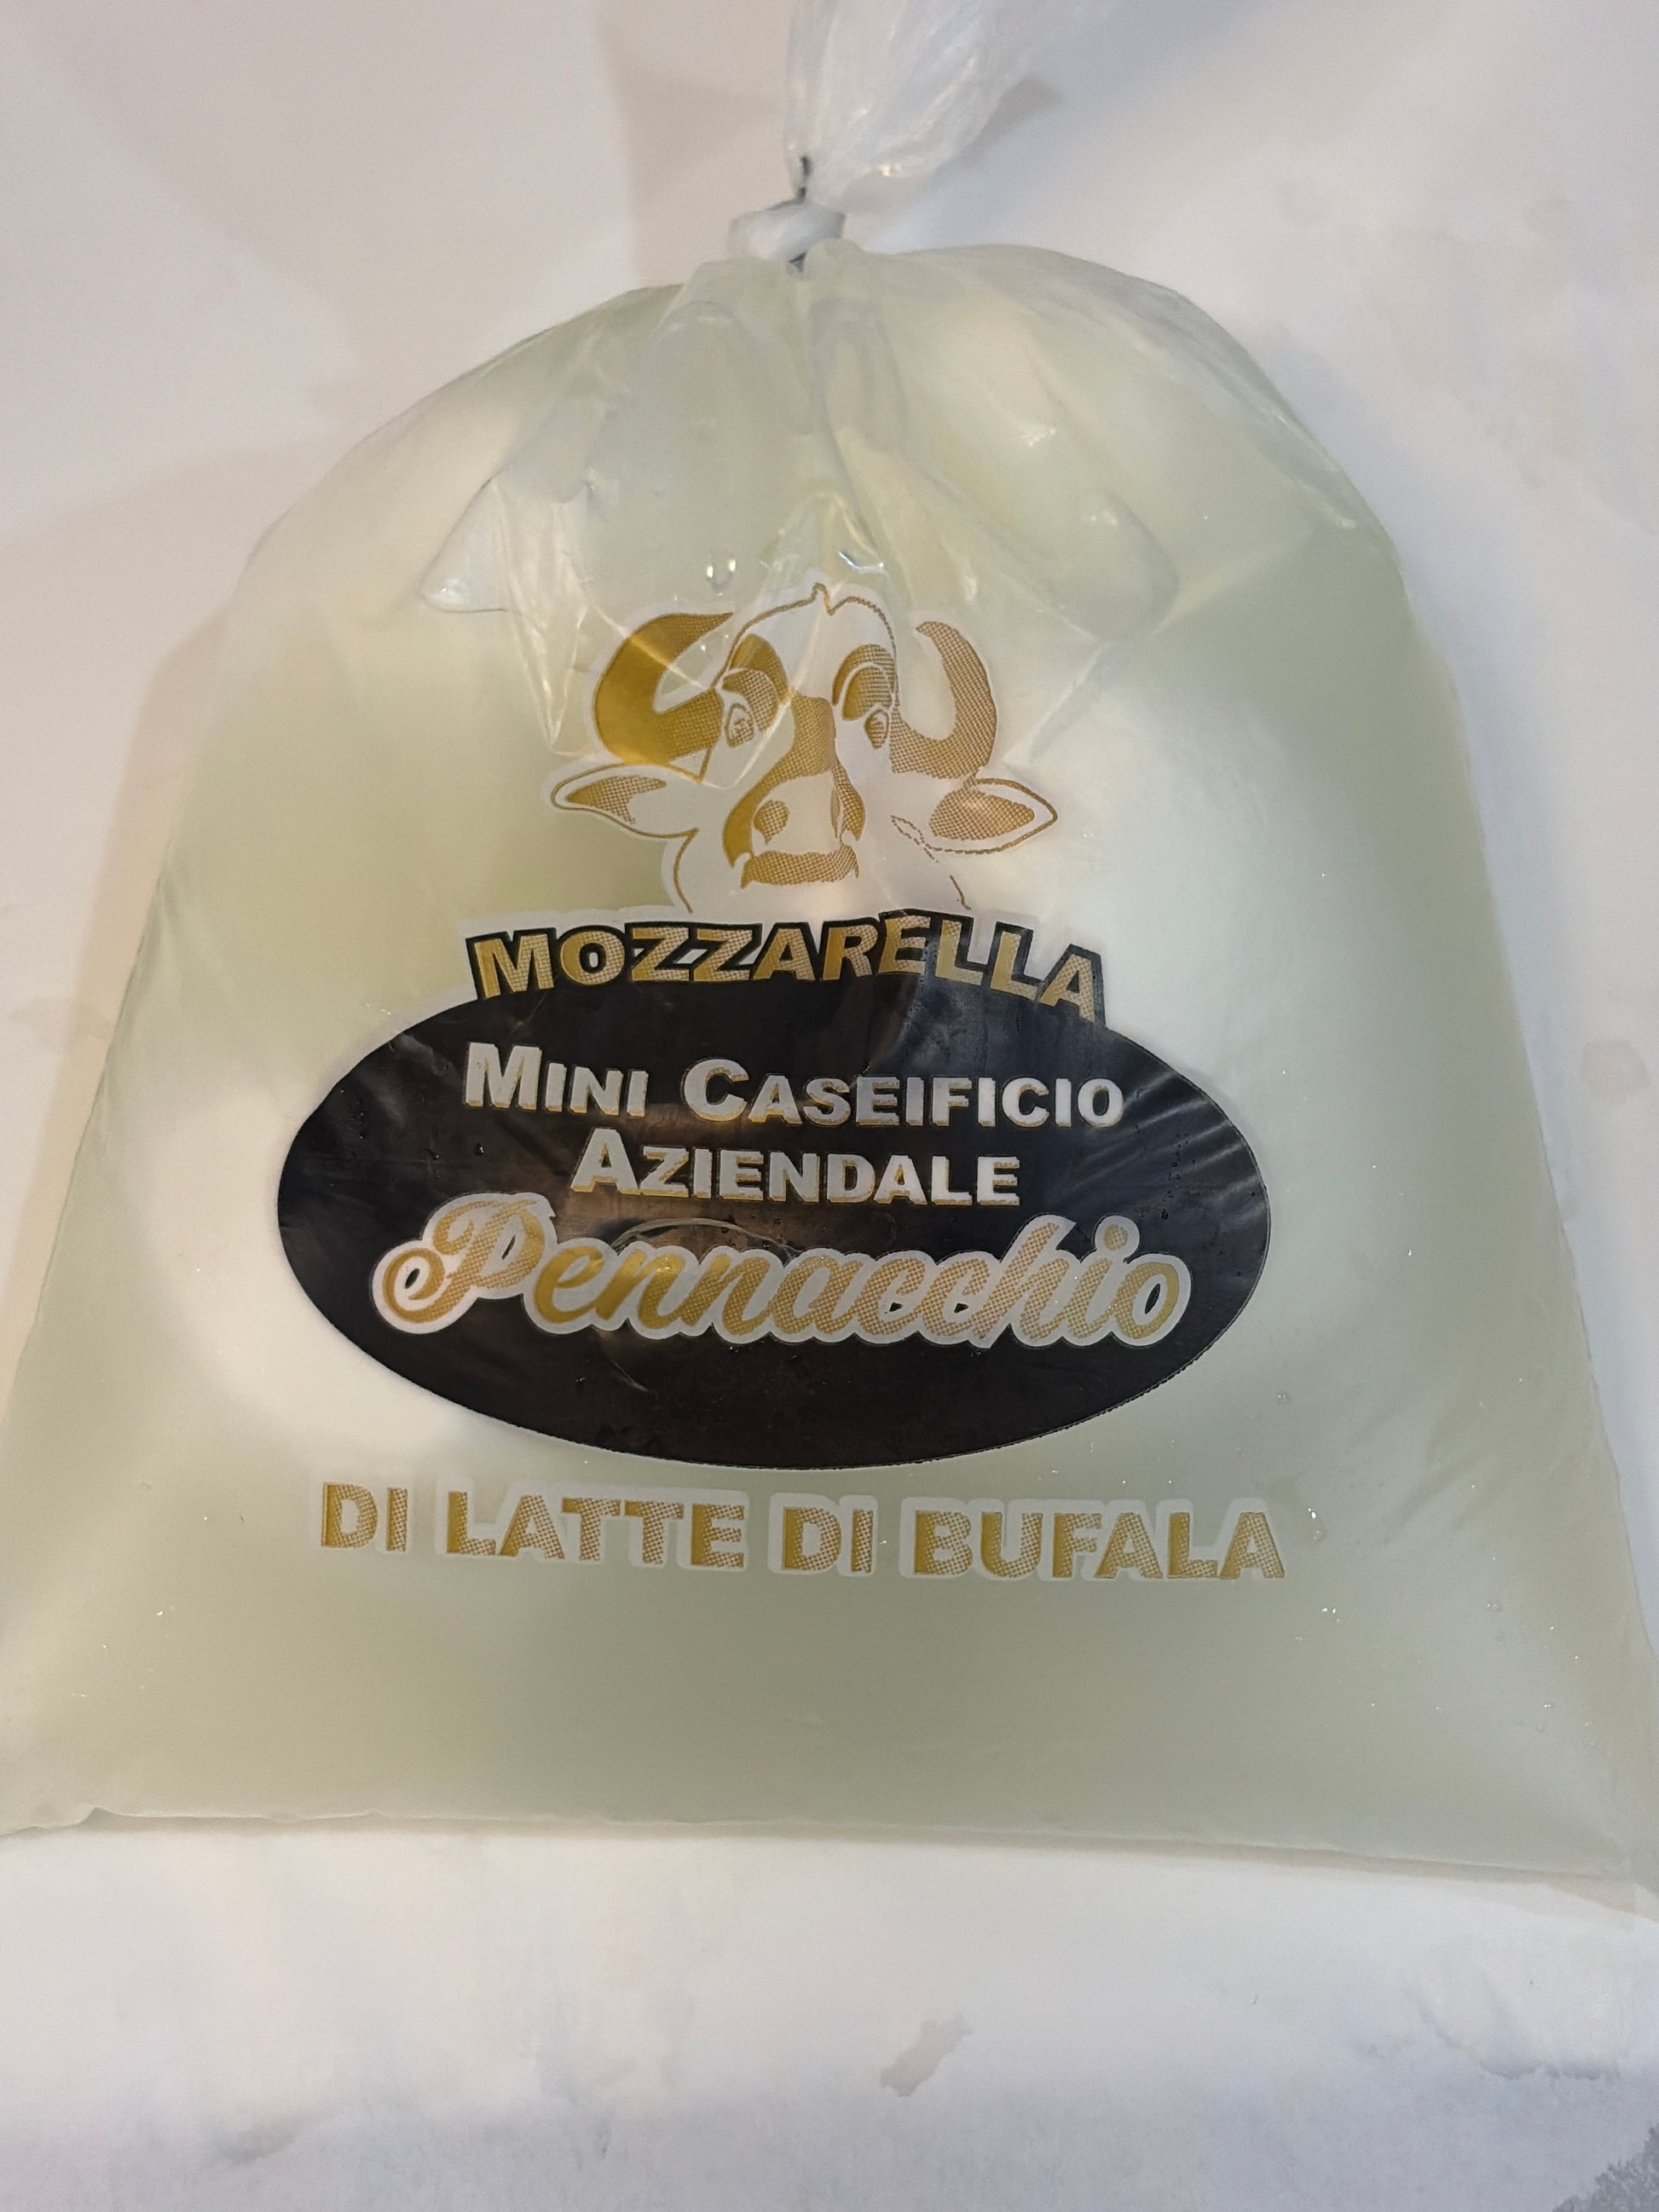 MOZZARELLA
MINI CASEIFICIO
AZIENDALE
Pennacchio
DI LATTE DI BUFALA